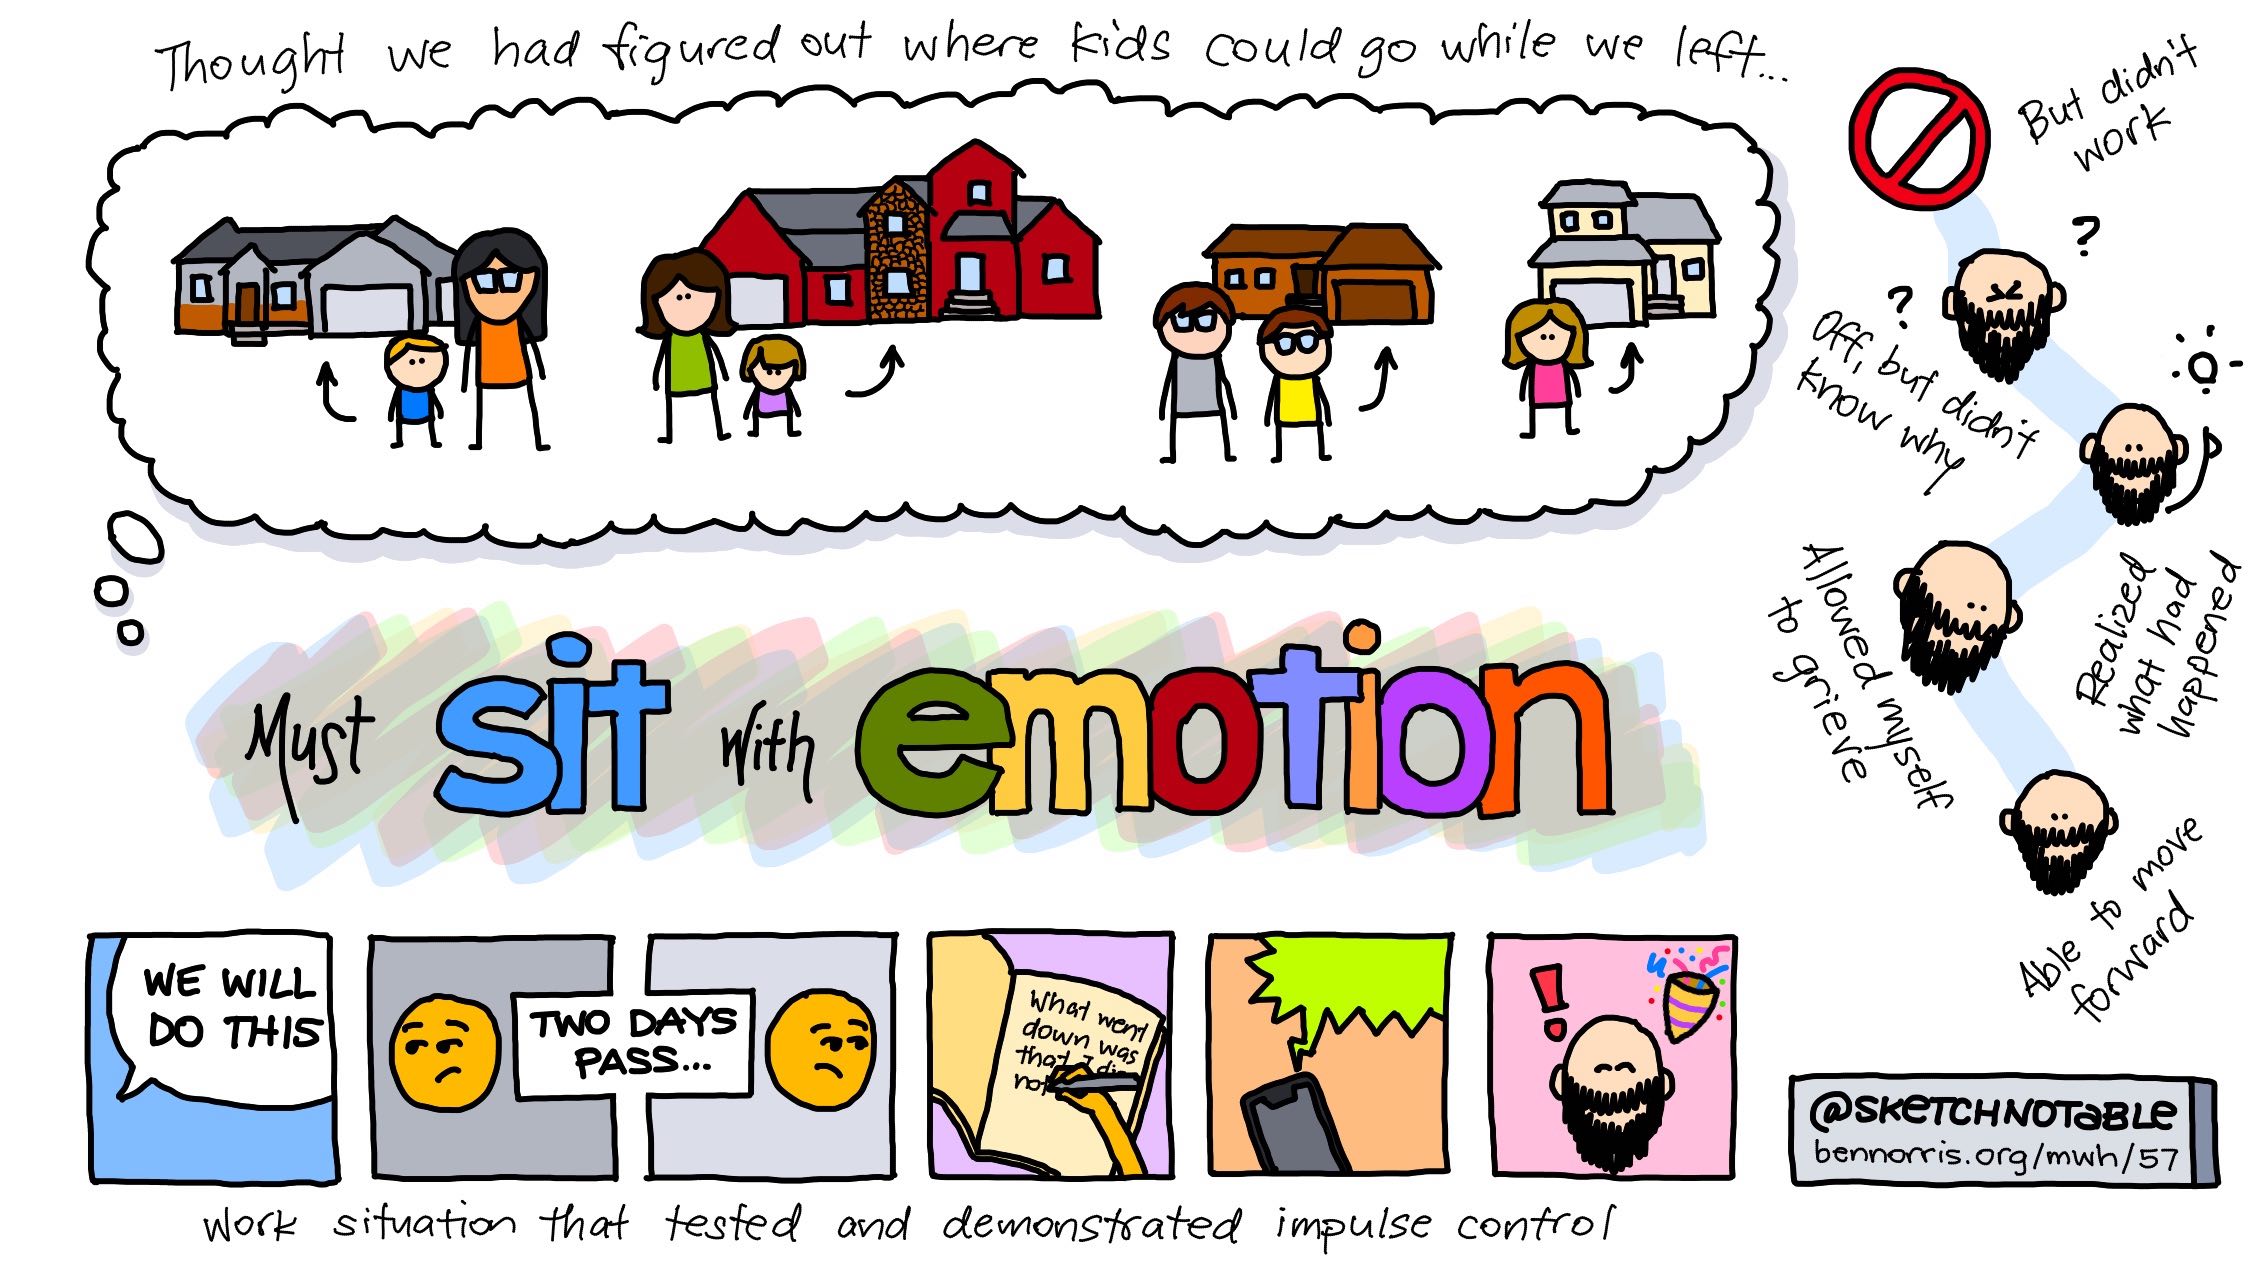 Thought we had figured out where kids could go while we left...
But didn't
work
?
?
Off, but didn't
know why
Realized
what had
happened
Allowed myself
to grieve
Able to move
forward
Must sit with emotion
WE WILL
DO THIS
TWO DAYS
PASS...
What went
down was
that I di
not
!
work situation that tested and demonstrated impulse control
@SKETCHNOTABLE
bennorris.org/mwh/57